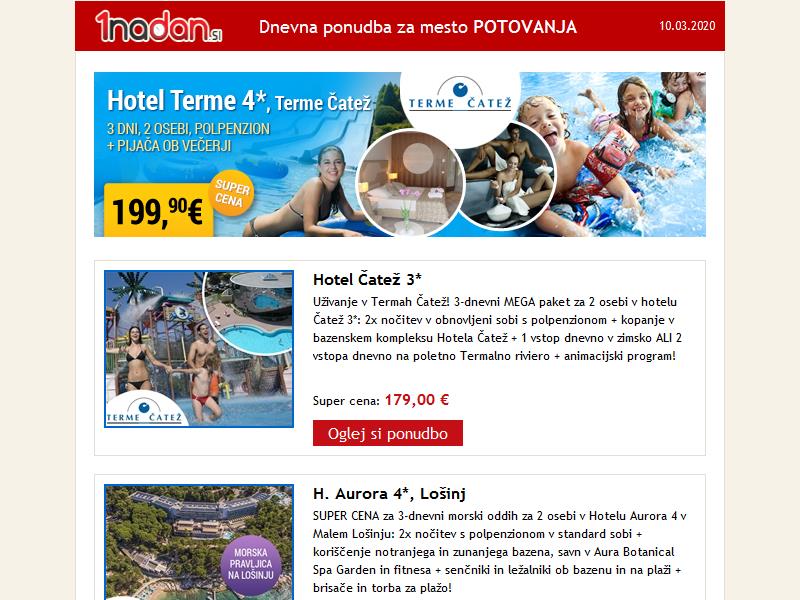 1nadan.si
Dnevna ponudba za mesto POTOVANJA
10.03.2020
Hotel Terme 4*, Terme Čatež
3 DNI, 2 OSEBI, POLPENZION
+ PIJAČA OB VEČERJI
199,90€
SUPER
CENA
TERME ČATEŽ
Hotel Čatež 3*
Uživanje v Termah Čatež! 3-dnevni MEGA paket za 2 osebi v hotelu
Čatež 3*: 2x nočitev v obnovljeni sobi s polpenzionom + kopanje v
bazenskem kompleksu Hotela Čatež + 1 vstop dnevno v zimsko ALI 2
vstopa dnevno na poletno Termalno riviero + animacijski program!
Super cena: 179,00 €
Oglej si ponudbo
TERME ČATEŽ
H. Aurora 4*, Lošinj
SUPER CENA za 3-dnevni morski oddih za 2 osebi v Hotelu Aurora 4 v
Malem Lošinju: 2x nočitev s polpenzionom v standard sobi +
koriščenje notranjega in zunanjega bazena, savn v Aura Botanical
Spa Garden in fitnesa + senčniki in ležalniki ob bazenu in na plaži +
brisače in torba za plažo!
MORSKA
PRAVLJICA
NA LOŠINJU